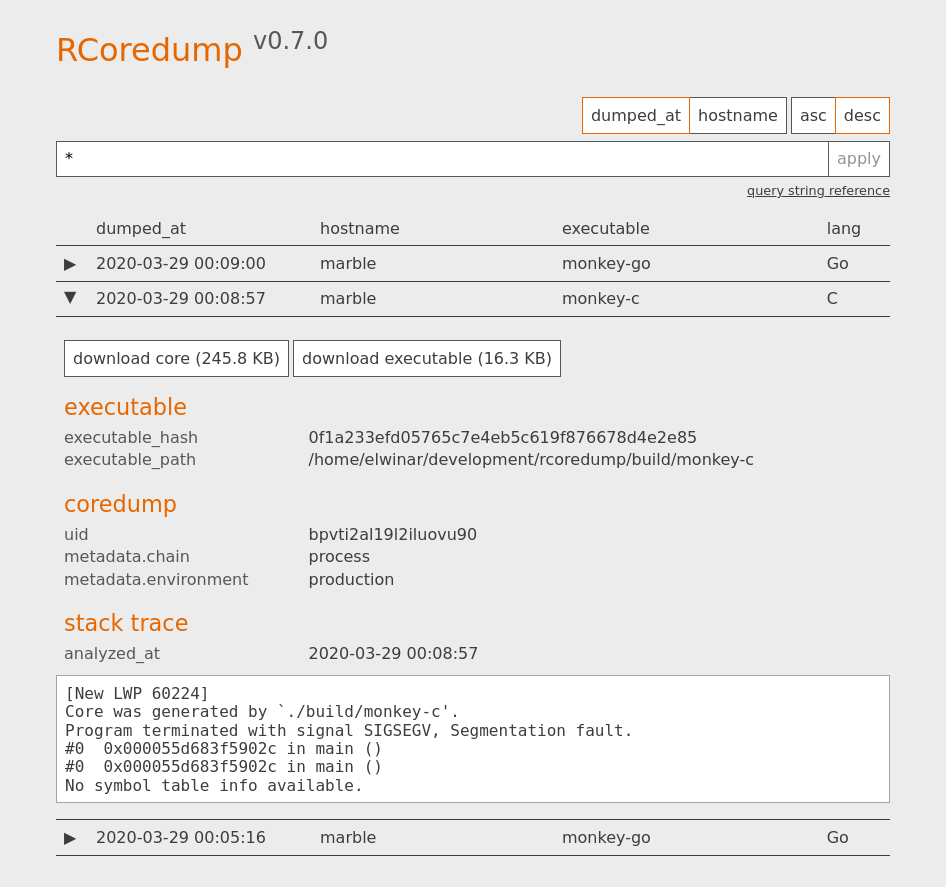 RCoredump v0.7.0
dumped_at hostname asc desc
* apply
query string reference
dumped_at hostname executable lang
▶ 2020-03-29 00:09:00 marble monkey-go Go
▼ 2020-03-29 00:08:57 marble monkey-c C
download core (245.8 KB) download executable (16.3 KB)
executable
executable_hash 0f1a233efd05765c7e4eb5c619f876678d4e2e85
executable_path /home/elwinar/development/rcoredump/build/monkey-c
coredump
uid bpvti2al19l2iluovu90
metadata.chain process
metadata.environment production
stack trace
analyzed_at 2020-03-29 00:08:57
[New LWP 60224]
Core was generated by `./build/monkey-c'.
Program terminated with signal SIGSEGV, Segmentation fault.
#0  0x000055d683f5902c in main ()
#0  0x000055d683f5902c in main ()
No symbol table info available.
▶ 2020-03-29 00:05:16 marble monkey-go Go